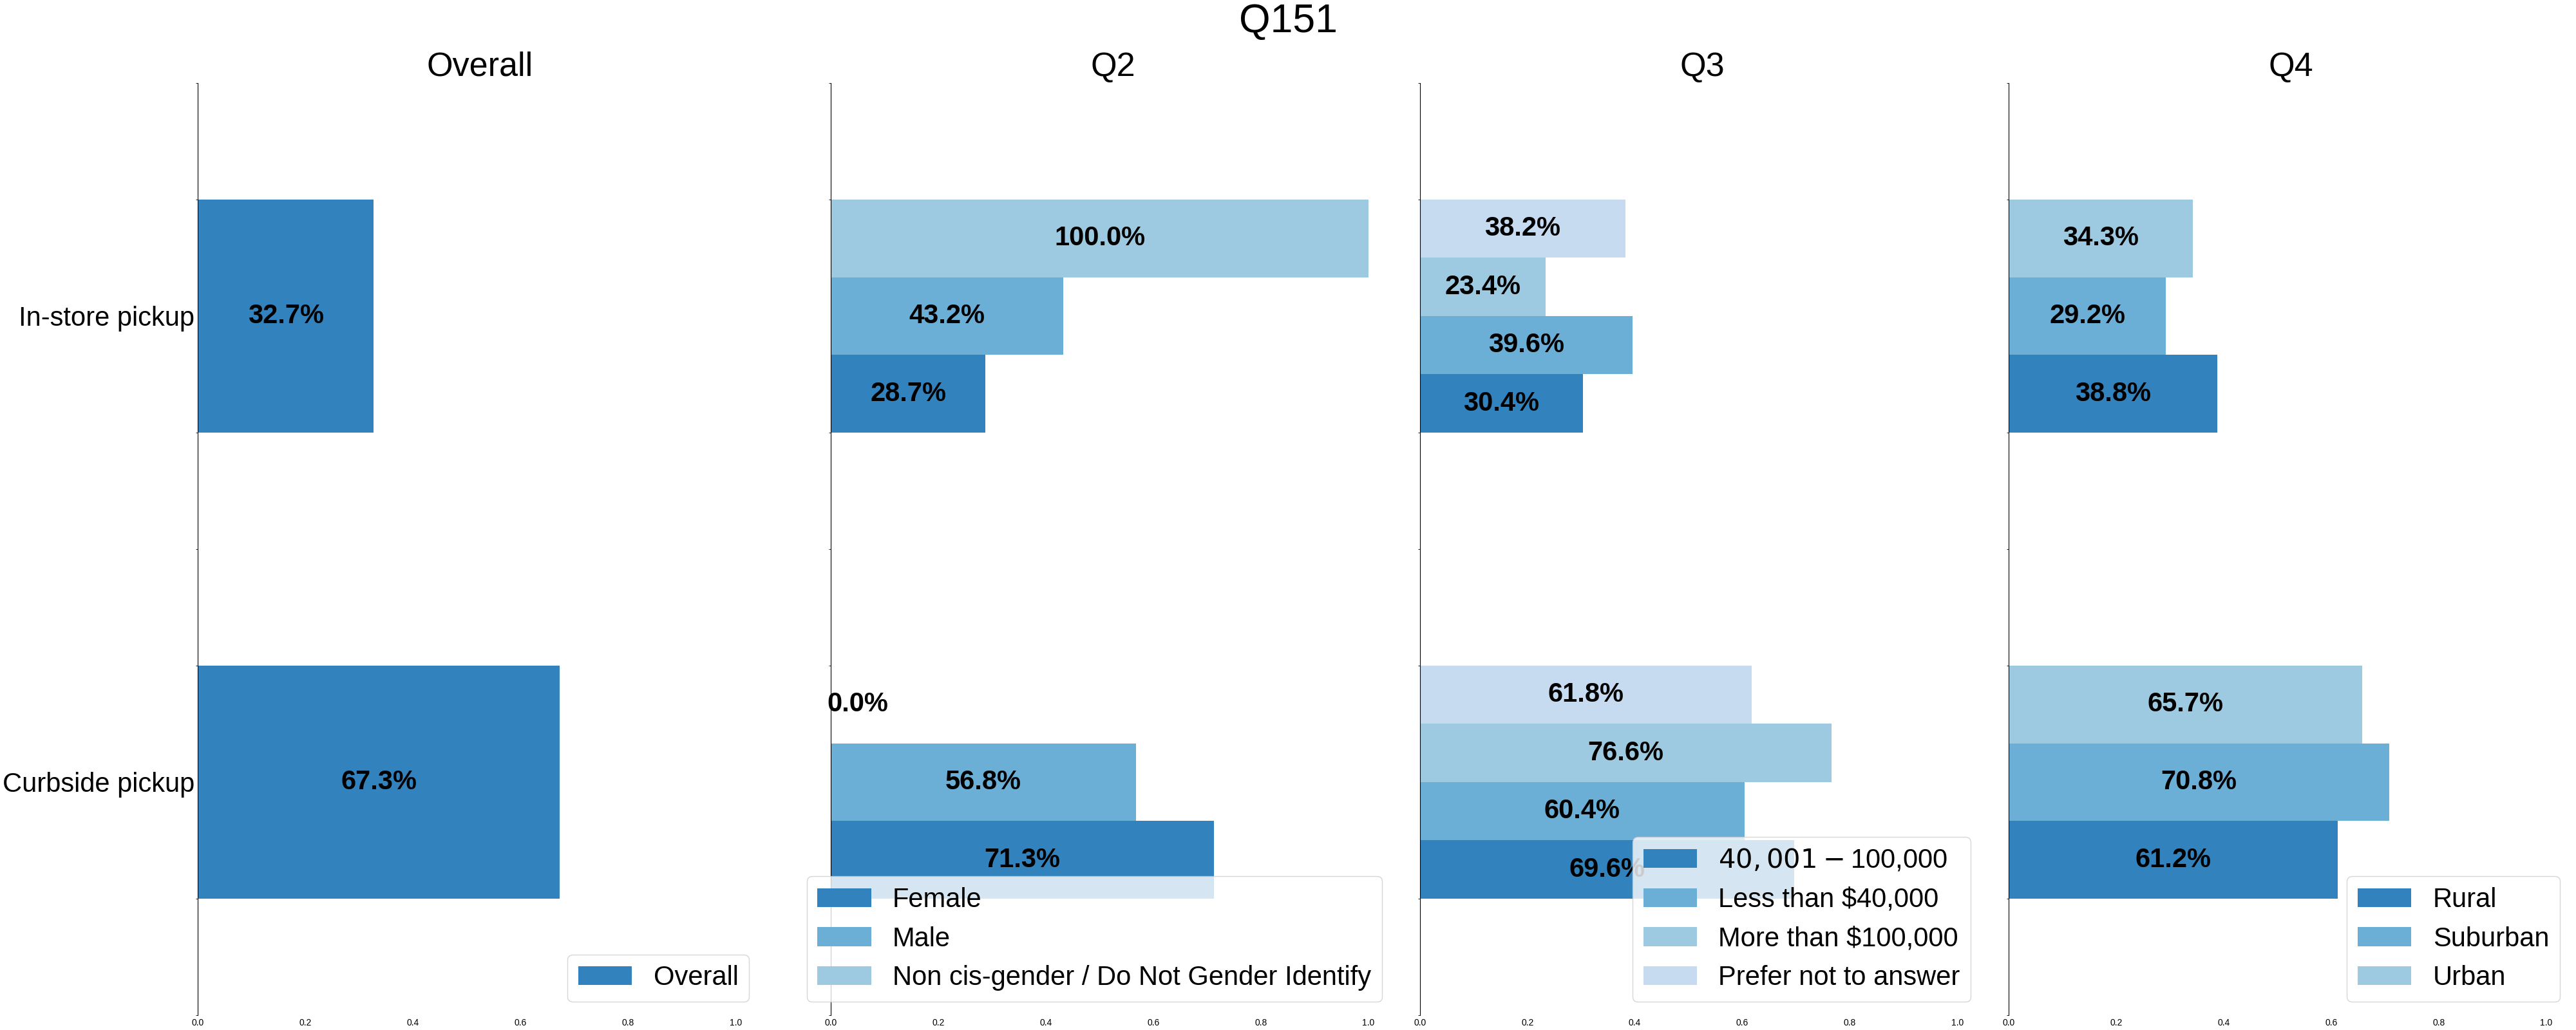 Q151
Overall
Q2
Q3
Q4
In-store pickup
Curbside pickup
32.7%
67.3%
0.0 0.2 0.4 0.6 0.8 1.0
Overall
100.0%
43.2%
28.7%
0.0%
56.8%
71.3%
Female
Male
Non cis-gender / Do Not Gender Identify
0.0 0.2 0.4 0.6 0.8 1.0
38.2%
23.4%
39.6%
30.4%
61.8%
76.6%
60.4%
69.6%
40,001 − 100,000
Less than $40,000
More than $100,000
Prefer not to answer
0.0 0.2 0.4 0.6 0.8 1.0
34.3%
29.2%
38.8%
65.7%
70.8%
61.2%
Rural
Suburban
Urban
0.0 0.2 0.4 0.6 0.8 1.0